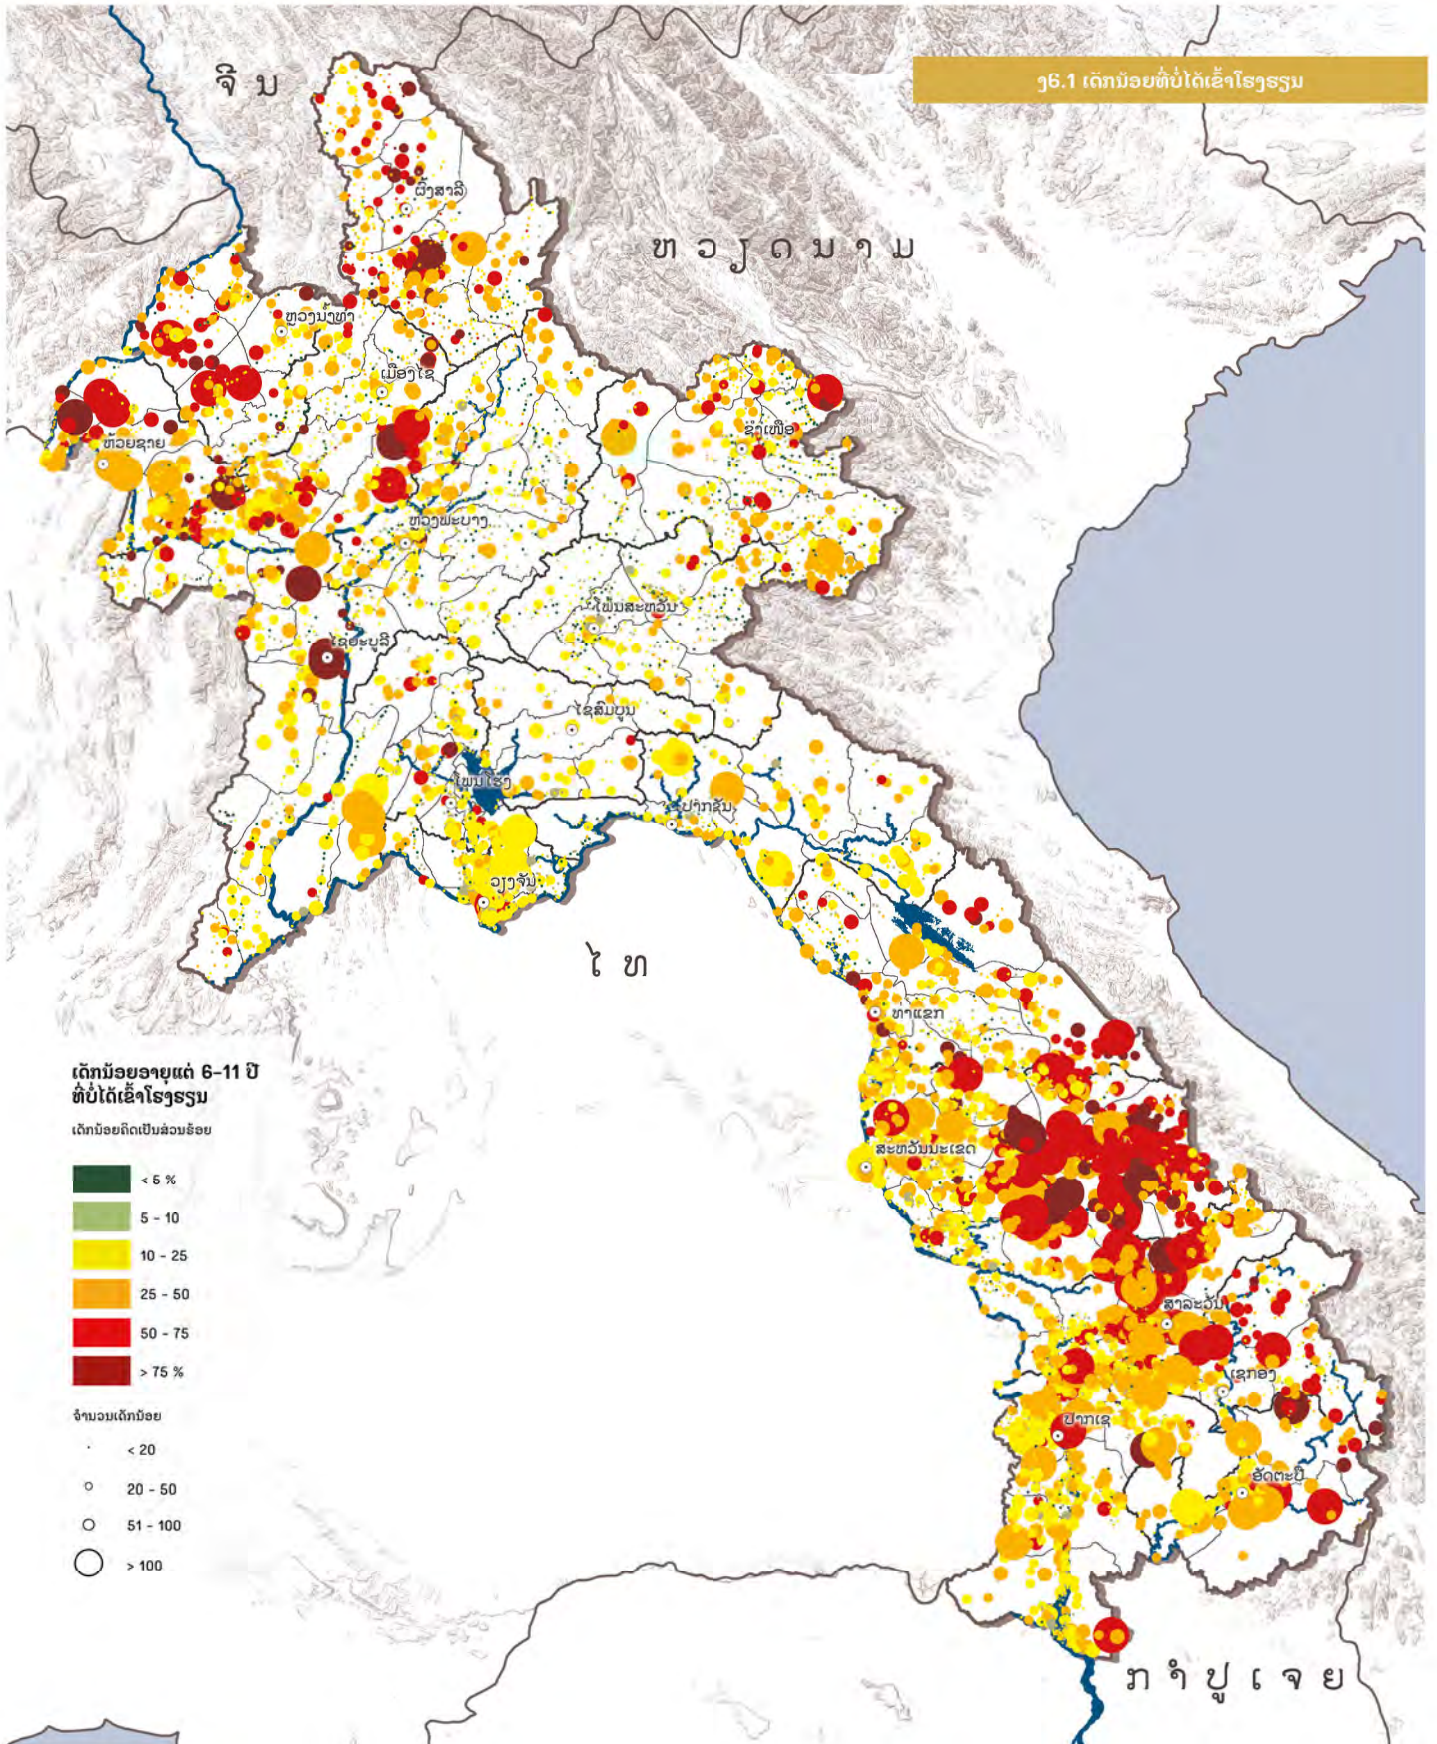 ງ6.1 ເດັກນ້ອຍທີ່ບໍ່ໄດ້ເຂົ້າໂຮງຮຽນ
ຈີນ
ຜົ້ງສາລີ
ຫວຽດນາມ
ຫຼວງນໍ້າທາ
ເມືອງໄຊ
ຫ້ວຍຊາຍ
ຊໍາເໜືອ
ຫຼວງພະບາງ
ໂພນສະຫວັນ
ໄຊຍະບູລີ
ໄຊສົມບູນ
ໂພນໂຮງ
ປາກຊັນ
ວຽງຈັນ
ໄທ
ທ່າແຂກ
ສະຫວັນນະເຂດ
ສາລະວັນ
ເຊກອງ
ປາກເຊ
ອັດຕະປື
ກໍາປູເຈຍ
ເດັກນ້ອຍອາຍຸແຕ່ 6-11 ປີ
ທີ່ບໍ່ໄດ້ເຂົ້າໂຮງຮຽນ
ເດັກນ້ອຍຄິດເປັນສ່ວນຮ້ອຍ
< 5 %
5 - 10
10 - 25
25 - 50
50 - 75
> 75 %
ຈໍານວນເດັກນ້ອຍ
< 20
20 - 50
51 - 100
> 100